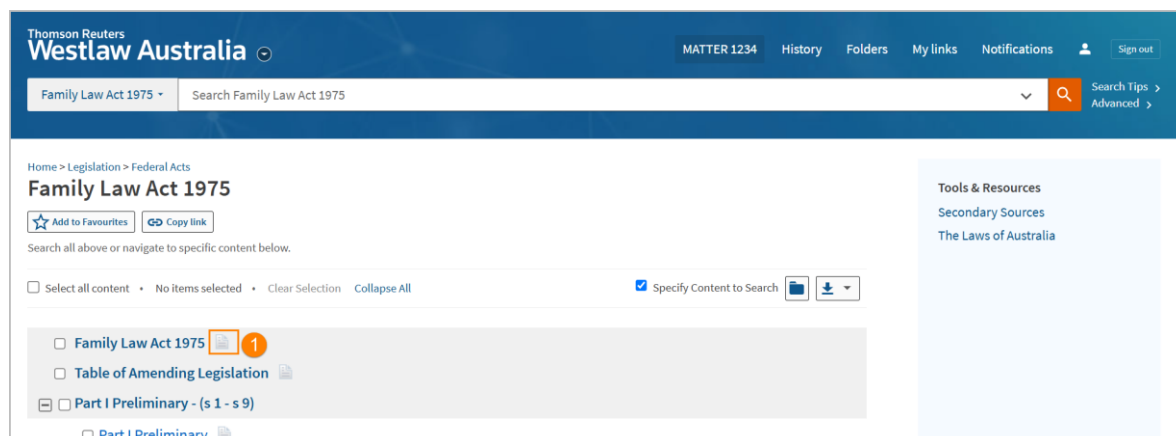 Thomson Reuters
Westlaw Australia
MATTER 1234 History Folders My links Notifications Sign out
Family Law Act 1975 Search Family Law Act 1975 Search Tips
Advanced
Home > Legislation > Federal Acts
Family Law Act 1975
Add to Favourites Copy link
Search all above or navigate to specific content below.
Select all content • No items selected • Clear Selection Collapse All Specify Content to Search
Tools & Resources
Secondary Sources
The Laws of Australia
Family Law Act 1975 1
Table of Amending Legislation
Part I Preliminary - (s 1 - s 9)
Part I Preliminary